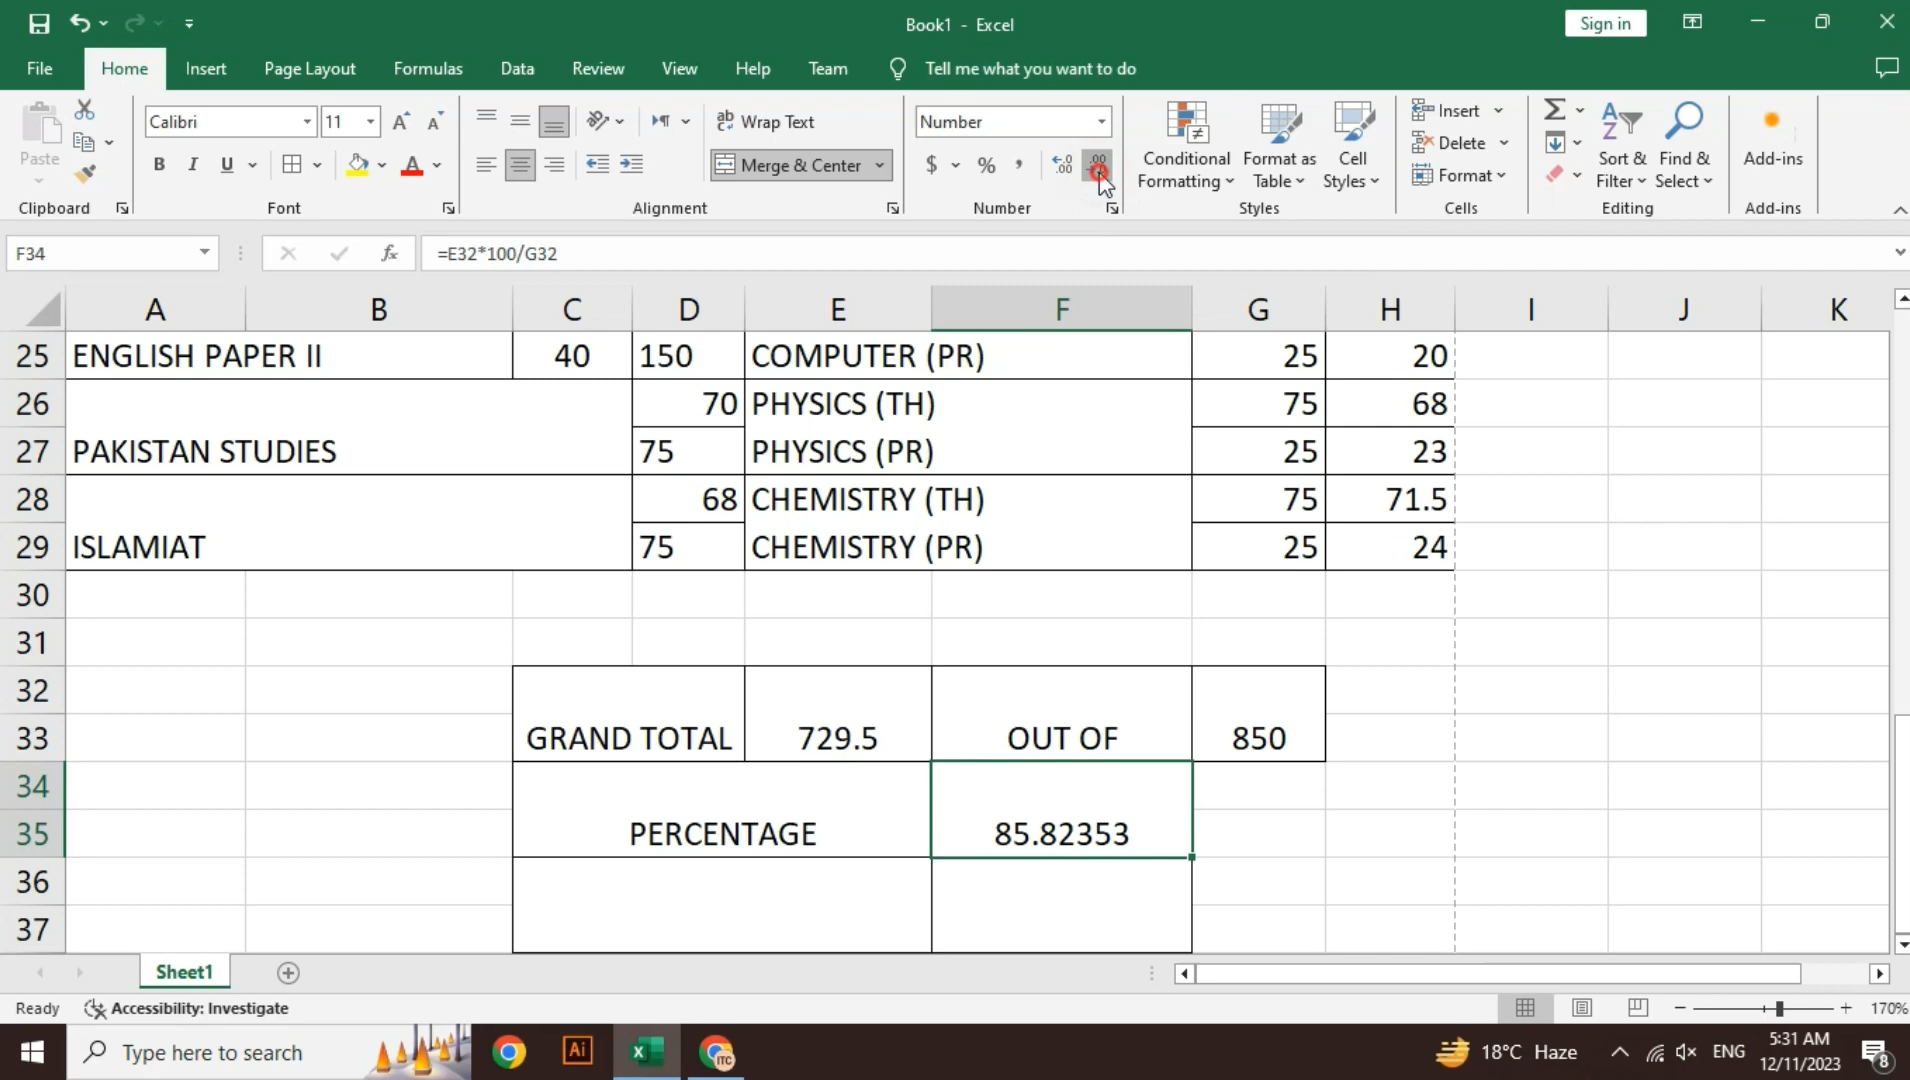 Book1 - Excel
Sign in
File Home Insert Page Layout Formulas Data Review View Help Team Tell me what you want to do
Paste
Clipboard
Calibri 11
B I U A
Font
Wrap Text
Merge & Center
Alignment
Number
$ % ,
Number
Conditional Formatting
Format as Table
Cell Styles
Styles
Insert
Delete
Format
Cells
Sort & Filter
Find & Select
Editing
Add-ins
Add-ins
F34 fx =E32*100/G32
A B C D E F G H I J K
25 ENGLISH PAPER II 40 150 COMPUTER (PR) 25 20
26 70 PHYSICS (TH) 75 68
27 PAKISTAN STUDIES 75 PHYSICS (PR) 25 23
28 68 CHEMISTRY (TH) 75 71.5
29 ISLAMIAT 75 CHEMISTRY (PR) 25 24
30
31
32
33 GRAND TOTAL 729.5 OUT OF 850
34
35 PERCENTAGE 85.82353
36
37
Sheet1
Ready Accessibility: Investigate 170%
Type here to search
Ai
ITC
18°C Haze
ENG
5:31 AM
12/11/2023
8